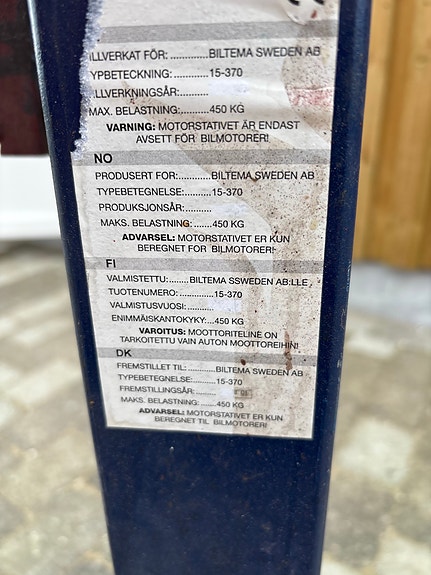 ILLVERKAT FÖR:............BILTEMA SWEDEN AB
YPBETECKNING:............15-370
ILLVERKNINGSÅR:..........
MAX. BELASTNING:........450 KG
VARNING: MOTORSTATIVET ÄR ENDAST
AVSETT FÖR BILMOTORER!
NO
PRODUSERT FOR:...........BILTEMA SWEDEN AB
TYPEBETEGNELSE:..........15-370
PRODUKSJONSÅR:...........
MAKS. BELASTNING:.......450 KG
ADVARSEL: MOTORSTATIVET ER KUN
BEREGNET FOR BILMOTORER!
FI
VALMISTETTU:........BILTEMA SSWEDEN AB:LLE
TUOTENUMERO:..........15-370
VALMISTUSVUOSI:...........
ENIMMÄISKANTOKYKY:...450 KG
VAROITUS: MOOTTORITELINE ON
TARKOITETTU VAIN AUTON MOOTTOREIHIN!
DK
FREMSTILLET TIL:...........BILTEMA SWEDEN AB
TYPEBETEGNELSE:..........15-370
FREMSTILLINGSÅR:.........
MAKS. BELASTNING:.......450 KG
ADVARSEL: MOTORSTATIVET ER KUN
BEREGNET TIL BILMOTORER!